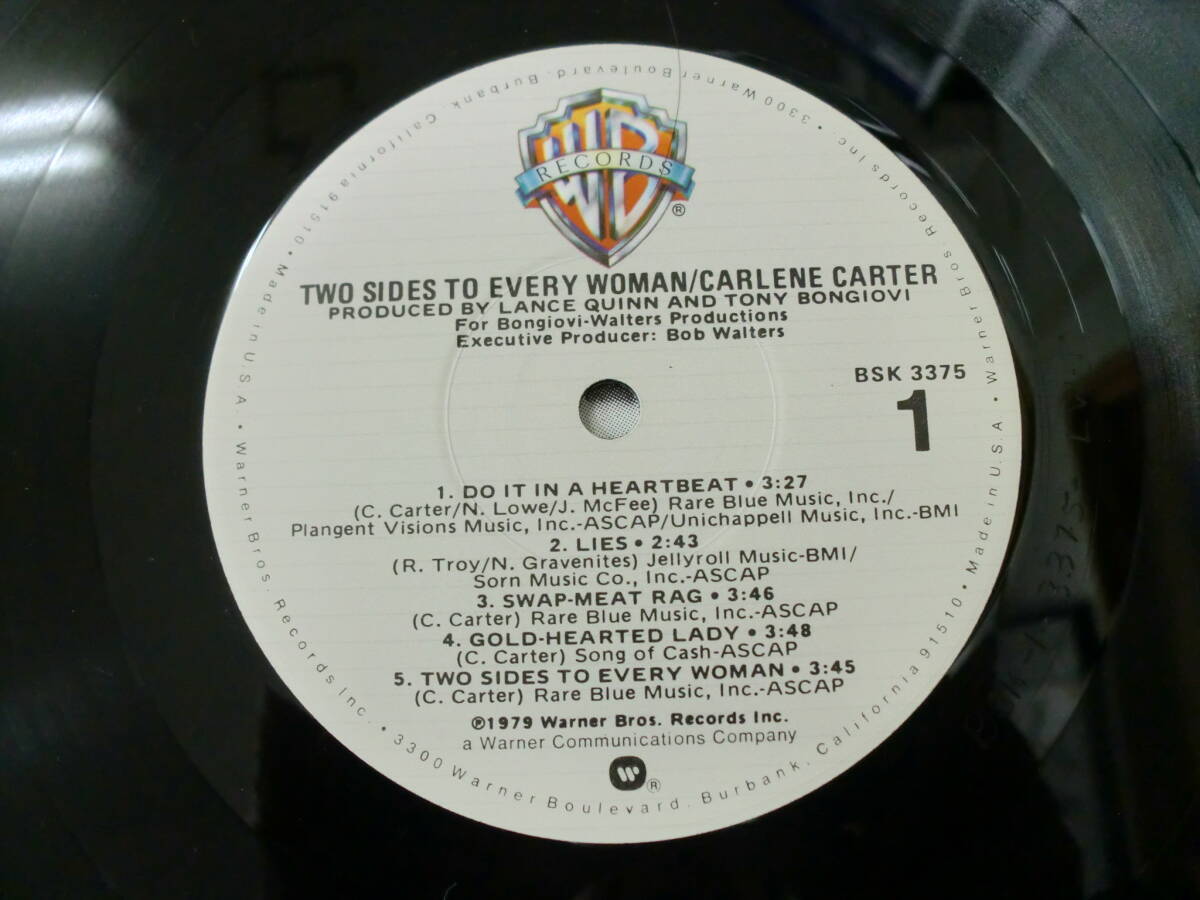 WB
RECORDS
®
TWO SIDES TO EVERY WOMAN/CARLENE CARTER
PRODUCED BY LANCE QUINN AND TONY BONGIOVI
For Bongiovi-Walters Productions
Executive Producer: Bob Walters
BSK 3375
1
1. DO IT IN A HEARTBEAT • 3:27
(C. Carter/N. Lowe/J. McFee) Rare Blue Music, Inc./
Plangent Visions Music, Inc.-ASCAP/Unichappell Music, Inc.-BMI
2. LIES • 2:43
(R. Troy/N. Gravenites) Jellyroll Music-BMI/
Sorn Music Co., Inc.-ASCAP
3. SWAP-MEAT RAG • 3:46
(C. Carter) Rare Blue Music, Inc.-ASCAP
4. GOLD-HEARTED LADY • 3:48
(C. Carter) Song of Cash-ASCAP
5. TWO SIDES TO EVERY WOMAN • 3:45
(C. Carter) Rare Blue Music, Inc.-ASCAP
℗1979 Warner Bros. Records Inc.
a Warner Communications Company
®
Warner Bros. Records Inc. • 3300 Warner Boulevard, Burbank, California 91510 • Made in U.S.A. • Warner Bros. Records Inc. • 3300 Warner Boulevard, Burbank, California 91510 • Made in U.S.A. •